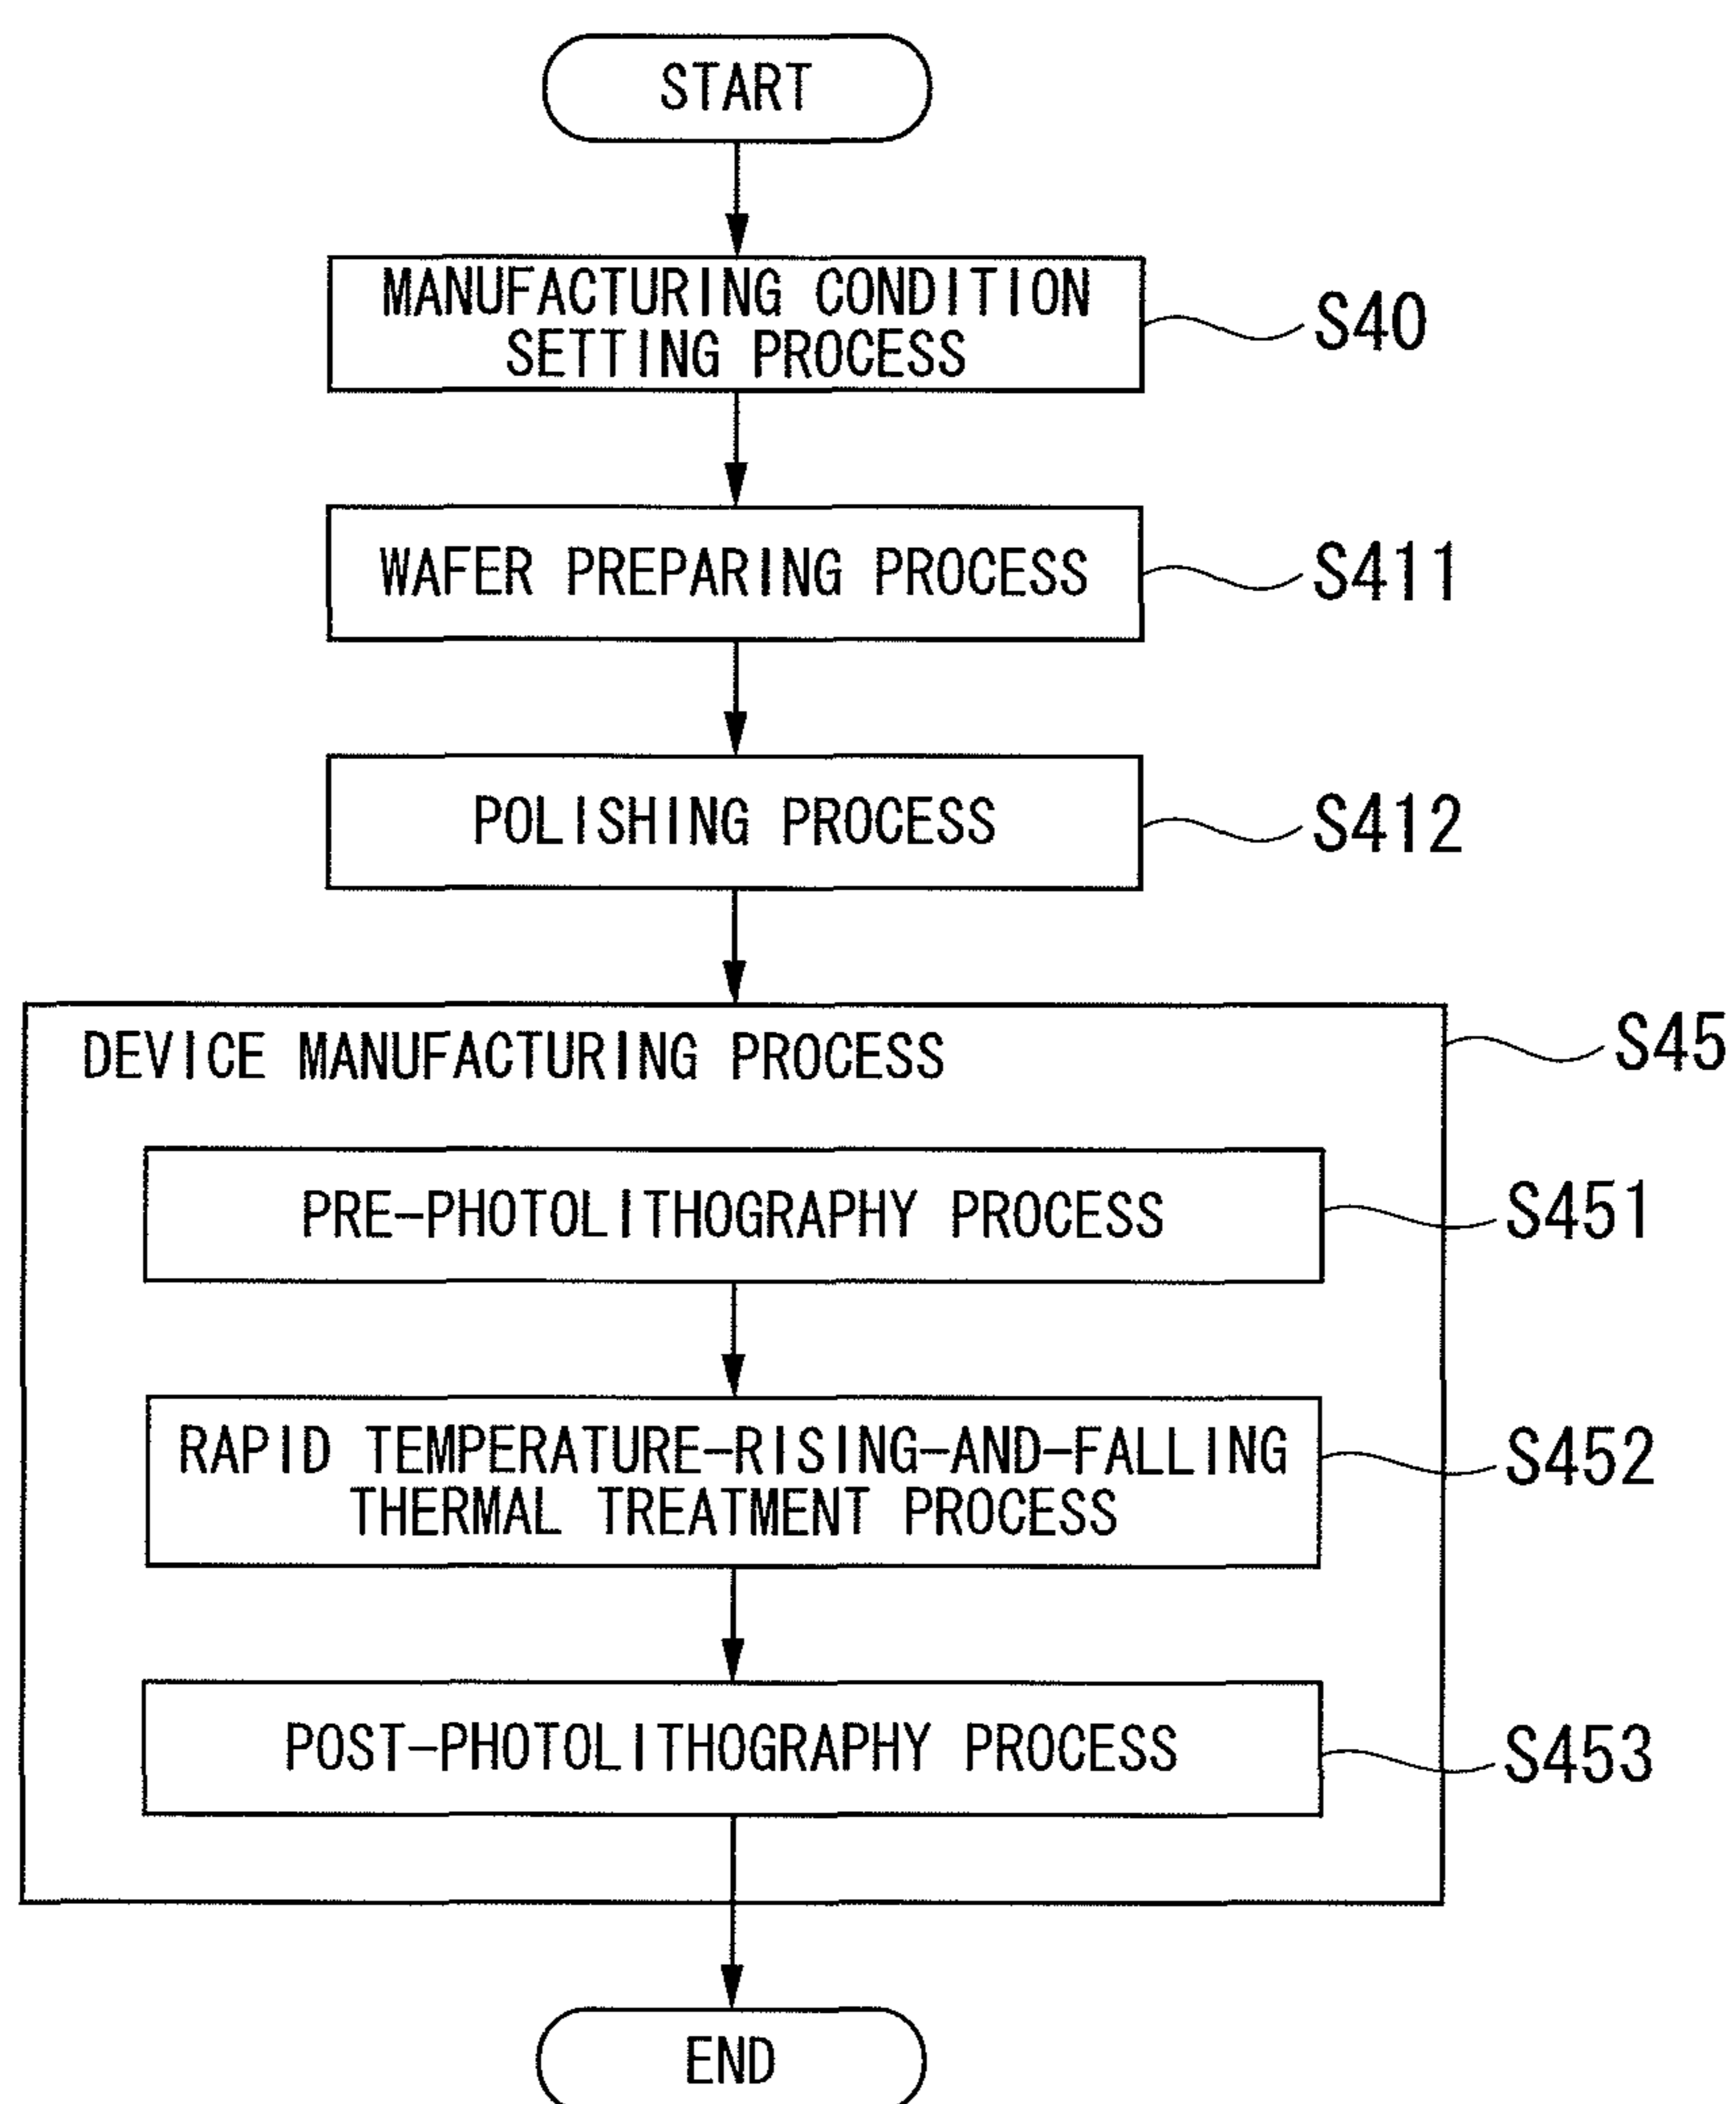 START
MANUFACTURING CONDITION
SETTING PROCESS
S40
WAFER PREPARING PROCESS
S411
POLISHING PROCESS
S412
DEVICE MANUFACTURING PROCESS
S45
PRE-PHOTOLITHOGRAPHY PROCESS
S451
RAPID TEMPERATURE-RISING-AND-FALLING
THERMAL TREATMENT PROCESS
S452
POST-PHOTOLITHOGRAPHY PROCESS
S453
END